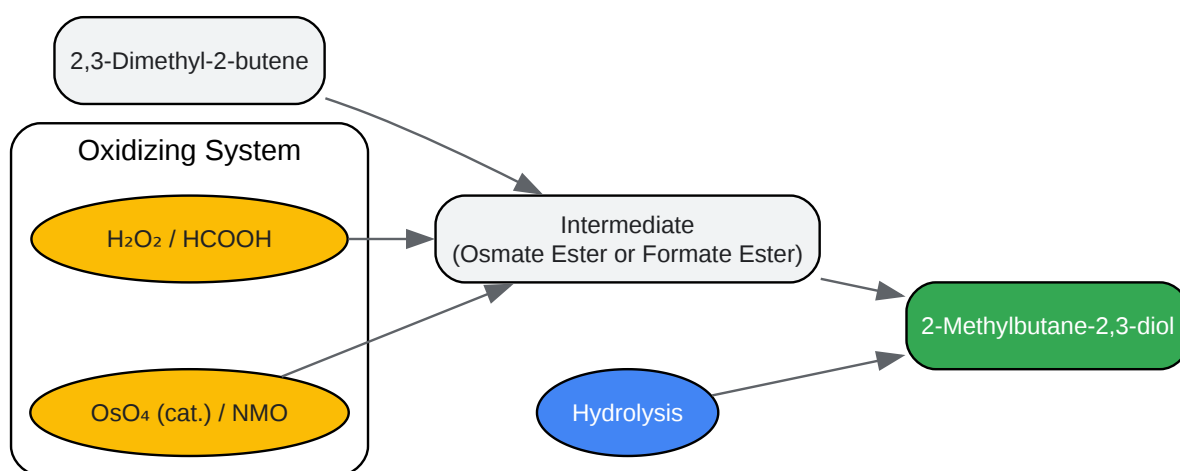 2,3-Dimethyl-2-butene
Oxidizing System
H₂O₂ / HCOOH
Intermediate
(Osmate Ester or Formate Ester)
2-Methylbutane-2,3-diol
OsO₄ (cat.) / NMO
Hydrolysis